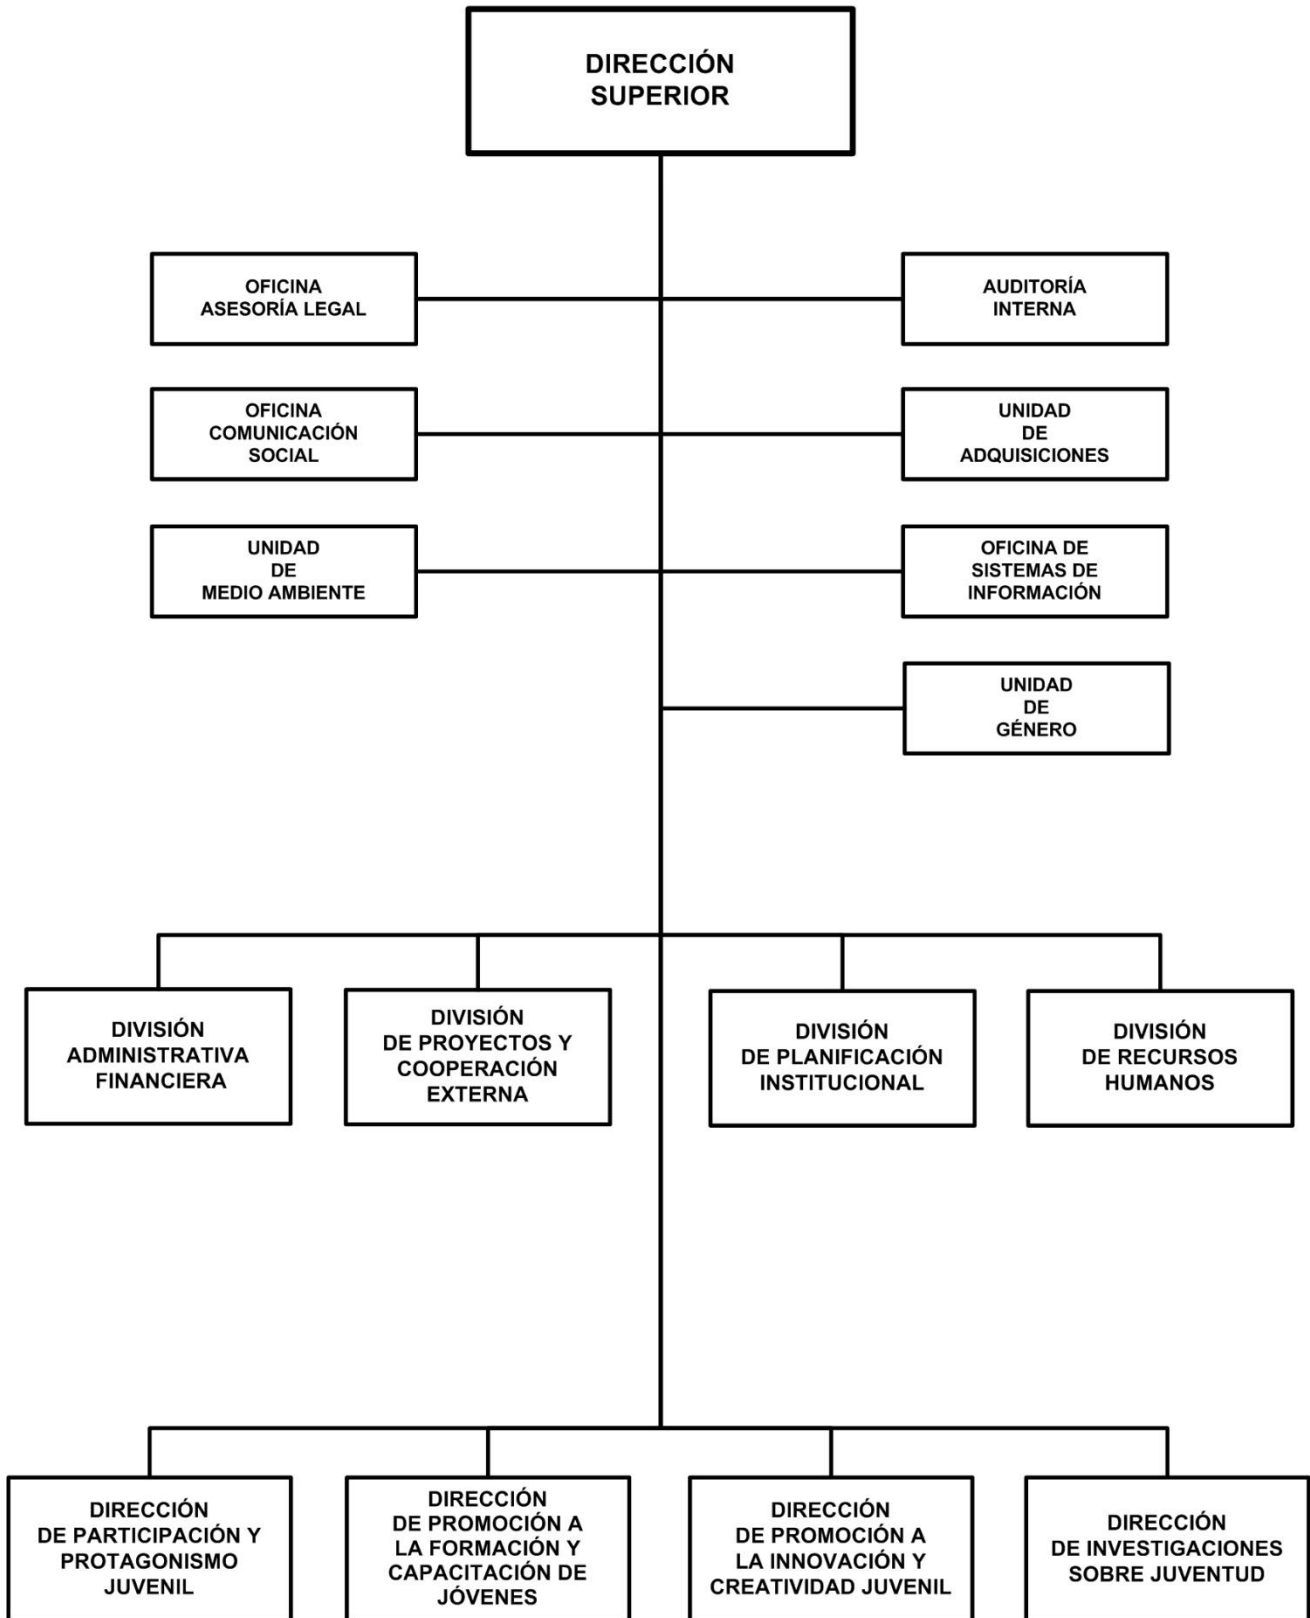 DIRECCIÓN
SUPERIOR
OFICINA
ASESORÍA LEGAL
AUDITORÍA
INTERNA
OFICINA
COMUNICACIÓN
SOCIAL
UNIDAD
DE
ADQUISICIONES
UNIDAD
DE
MEDIO AMBIENTE
OFICINA DE
SISTEMAS DE
INFORMACIÓN
UNIDAD
DE
GÉNERO
DIVISIÓN
ADMINISTRATIVA
FINANCIERA
DIVISIÓN
DE PROYECTOS Y
COOPERACIÓN
EXTERNA
DIVISIÓN
DE PLANIFICACIÓN
INSTITUCIONAL
DIVISIÓN
DE RECURSOS
HUMANOS
DIRECCIÓN
DE PARTICIPACIÓN Y
PROTAGONISMO
JUVENIL
DIRECCIÓN
DE PROMOCIÓN A
LA FORMACIÓN Y
CAPACITACIÓN DE
JÓVENES
DIRECCIÓN
DE PROMOCIÓN A
LA INNOVACIÓN Y
CREATIVIDAD JUVENIL
DIRECCIÓN
DE INVESTIGACIONES
SOBRE JUVENTUD